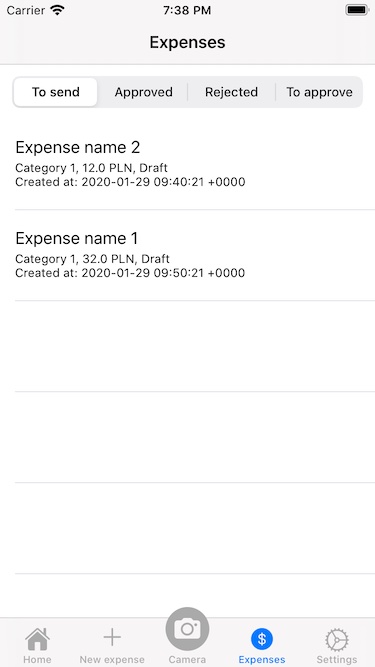 Carrier 7:38 PM
Expenses
To send Approved Rejected To approve
Expense name 2
Category 1, 12.0 PLN, Draft
Created at: 2020-01-29 09:40:21 +0000
Expense name 1
Category 1, 32.0 PLN, Draft
Created at: 2020-01-29 09:50:21 +0000
$
Home New expense Camera Expenses Settings